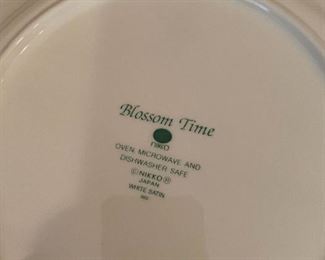 Blossom Time
NIKKO
OVEN, MICROWAVE AND
DISHWASHER SAFE
©NIKKO®
JAPAN
WHITE SATIN